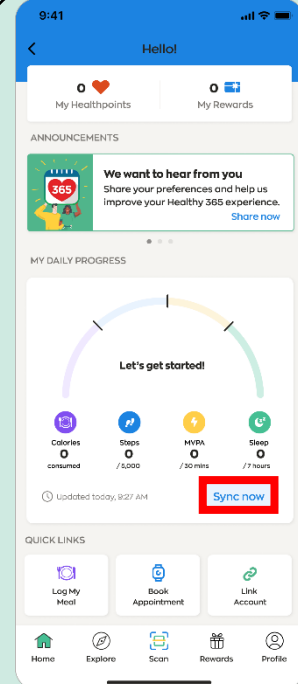 9:41
Hello!
0
My Healthpoints
0
My Rewards
ANNOUNCEMENTS
365
We want to hear from you
Share your preferences and help us
improve your Healthy 365 experience.
Share now
MY DAILY PROGRESS
Let's get started!
Calories
0
consumed
Steps
0
/ 5,000
MVPA
0
/ 30 mins
Sleep
0
/ 7 hours
Updated today, 9:27 AM
Sync now
QUICK LINKS
Log My
Meal
Book
Appointment
Link
Account
Home
Explore
Scan
Rewards
Profile